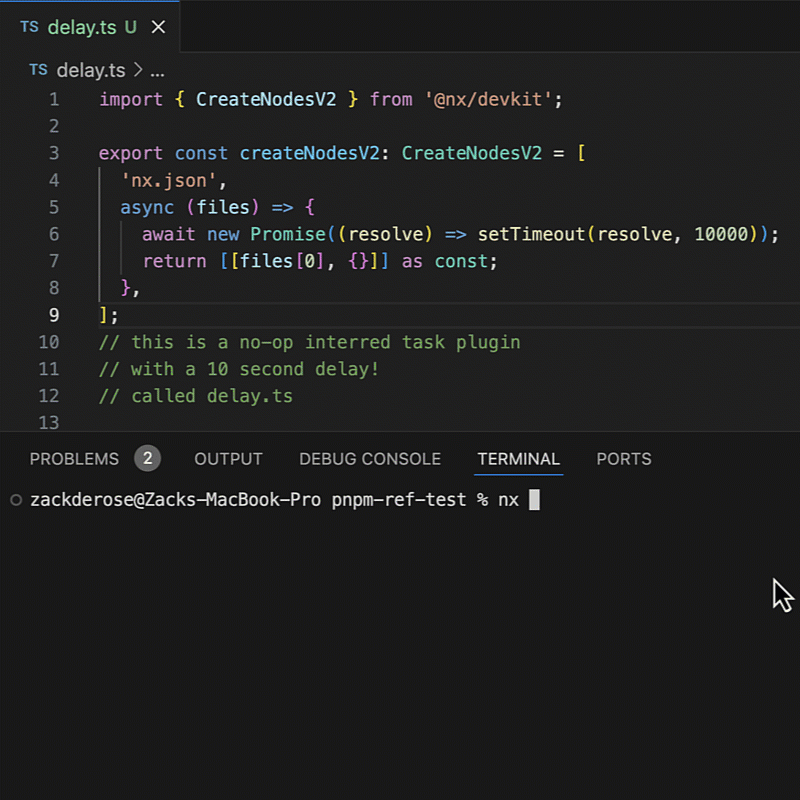 TS delay.ts U
TS delay.ts > ...
1 import { CreateNodesV2 } from '@nx/devkit';
2
3 export const createNodesV2: CreateNodesV2 = [
4 'nx.json',
5 async (files) => {
6 await new Promise((resolve) => setTimeout(resolve, 10000));
7 return [[files[0], {}]] as const;
8 },
9 ];
10 // this is a no-op interred task plugin
11 // with a 10 second delay!
12 // called delay.ts
13
PROBLEMS 2 OUTPUT DEBUG CONSOLE TERMINAL PORTS
zackderose@Zacks-MacBook-Pro pnpm-ref-test % nx